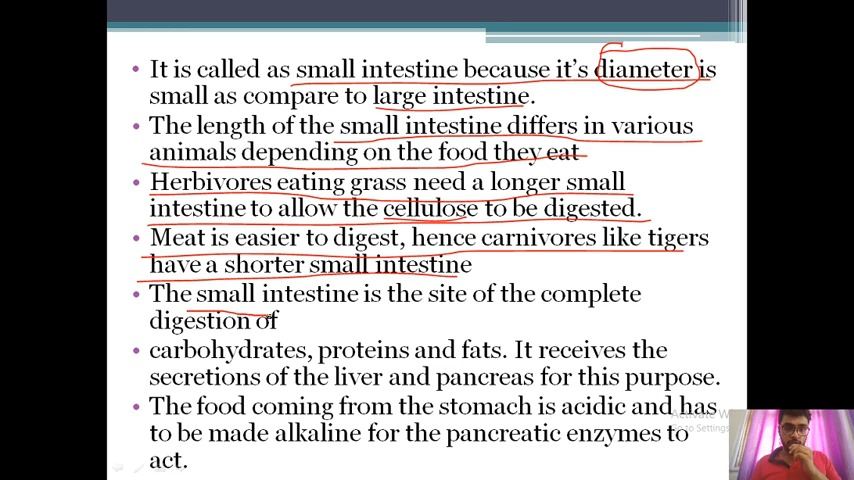 • It is called as small intestine because it's diameter is
small as compare to large intestine.
• The length of the small intestine differs in various
animals depending on the food they eat
• Herbivores eating grass need a longer small
intestine to allow the cellulose to be digested.
• Meat is easier to digest, hence carnivores like tigers
have a shorter small intestine
• The small intestine is the site of the complete
digestion of
• carbohydrates, proteins and fats. It receives the
secretions of the liver and pancreas for this purpose.
• The food coming from the stomach is acidic and has
to be made alkaline for the pancreatic enzymes to
act.
Activate W
Go to Settings